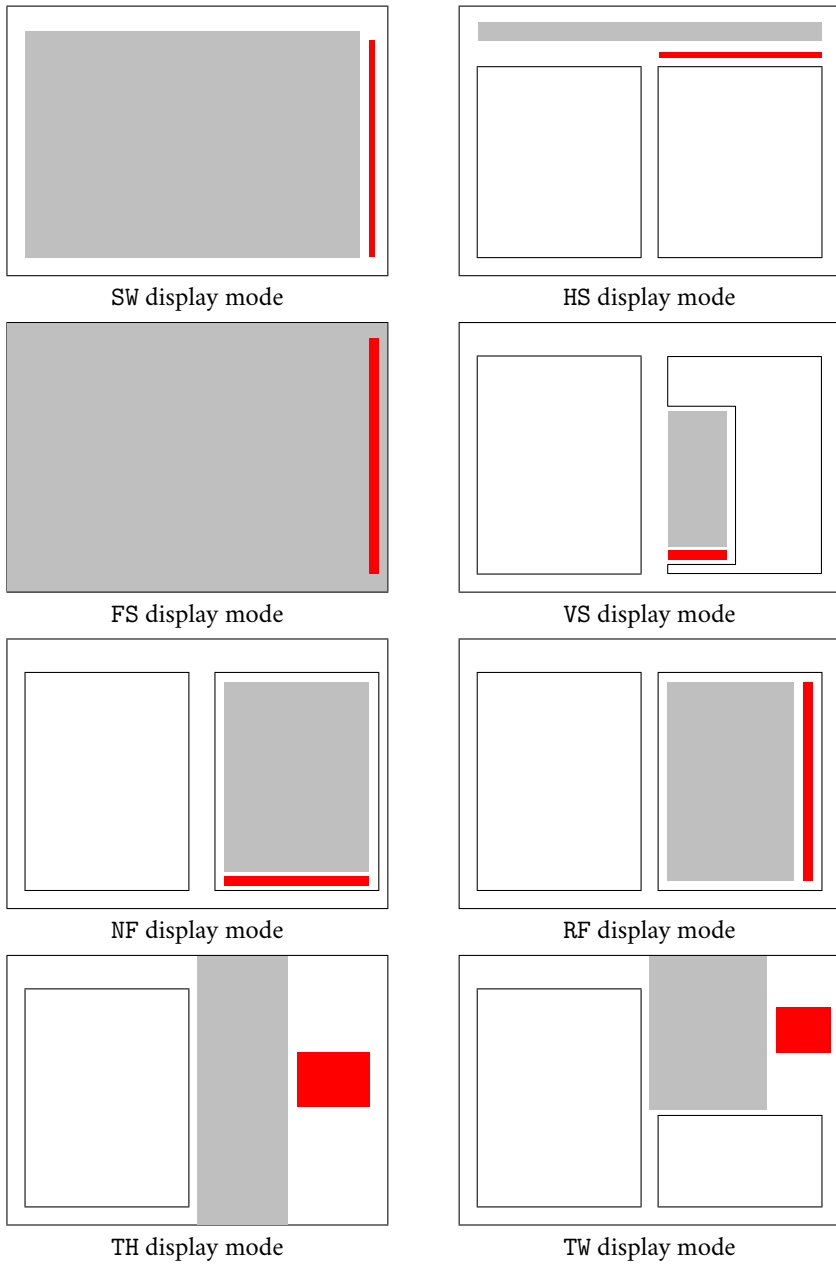 SW display mode
HS display mode
FS display mode
VS display mode
NF display mode
RF display mode
TH display mode
TW display mode